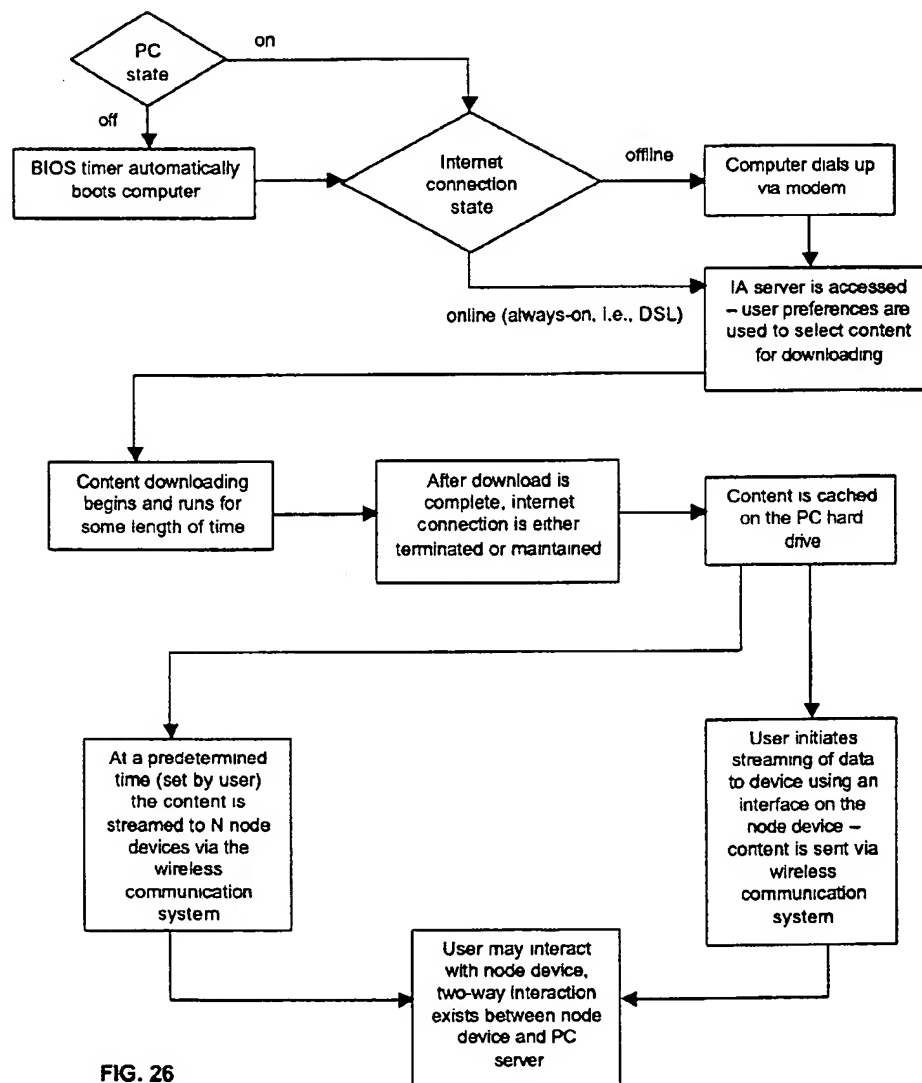 PC
state
on
off
BIOS timer automatically
boots computer
Internet
connection
state
offline
Computer dials up
via modem
online (always-on, i.e., DSL)
IA server is accessed
– user preferences are
used to select content
for downloading
Content downloading
begins and runs for
some length of time
After download is
complete, internet
connection is either
terminated or maintained
Content is cached
on the PC hard
drive
At a predetermined
time (set by user)
the content is
streamed to N node
devices via the
wireless
communication
system
User initiates
streaming of data
to device using an
interface on the
node device –
content is sent via
wireless
communication
system
User may interact
with node device,
two-way interaction
exists between node
device and PC
server
FIG. 26